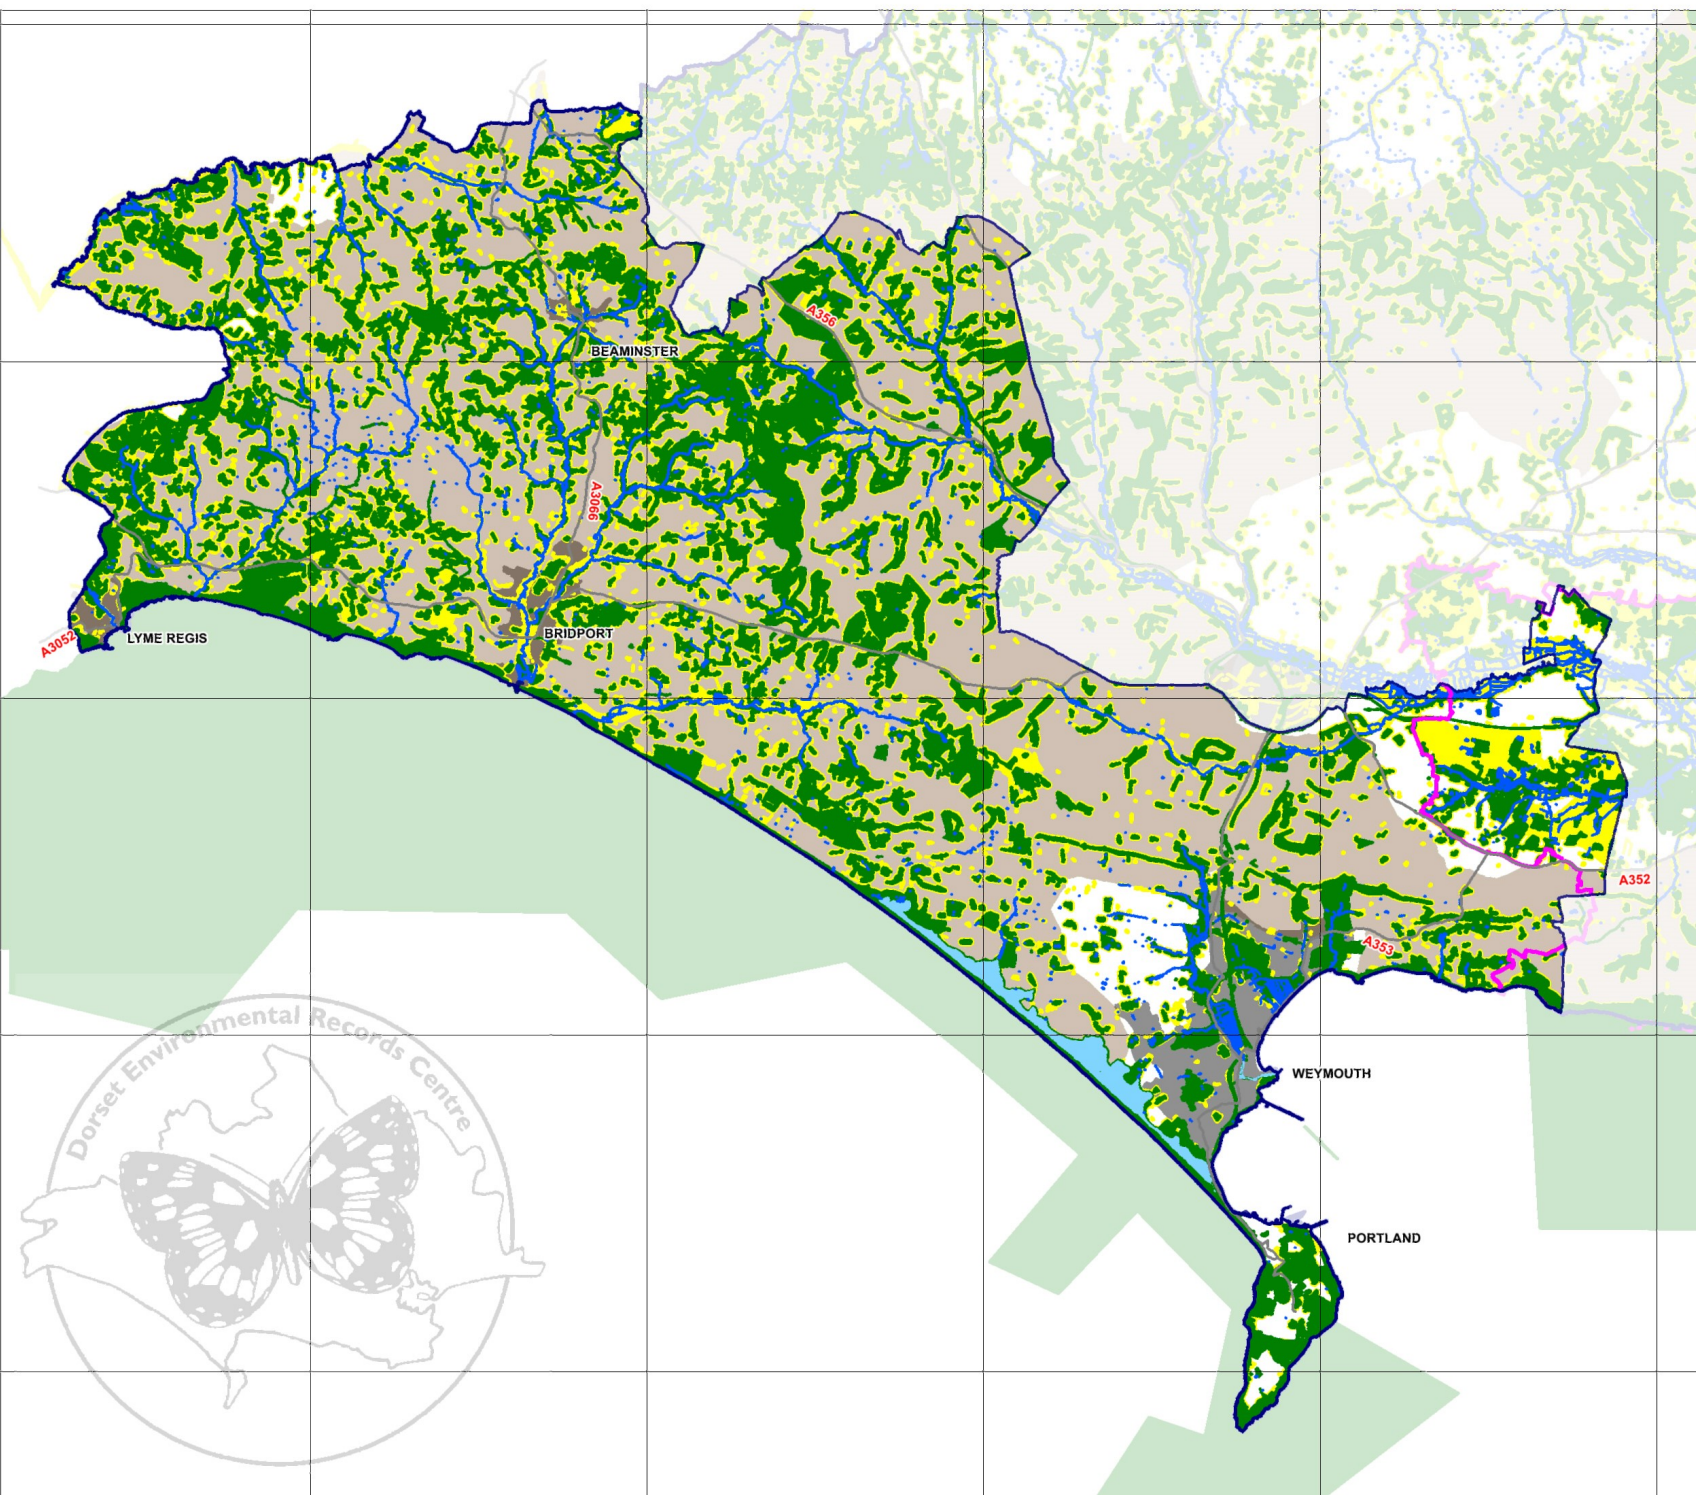 A356
BEAMINSTER
A3066
A3052
LYME REGIS
BRIDPORT
A352
A353
WEYMOUTH
PORTLAND
Dorset Environmental Records Centre